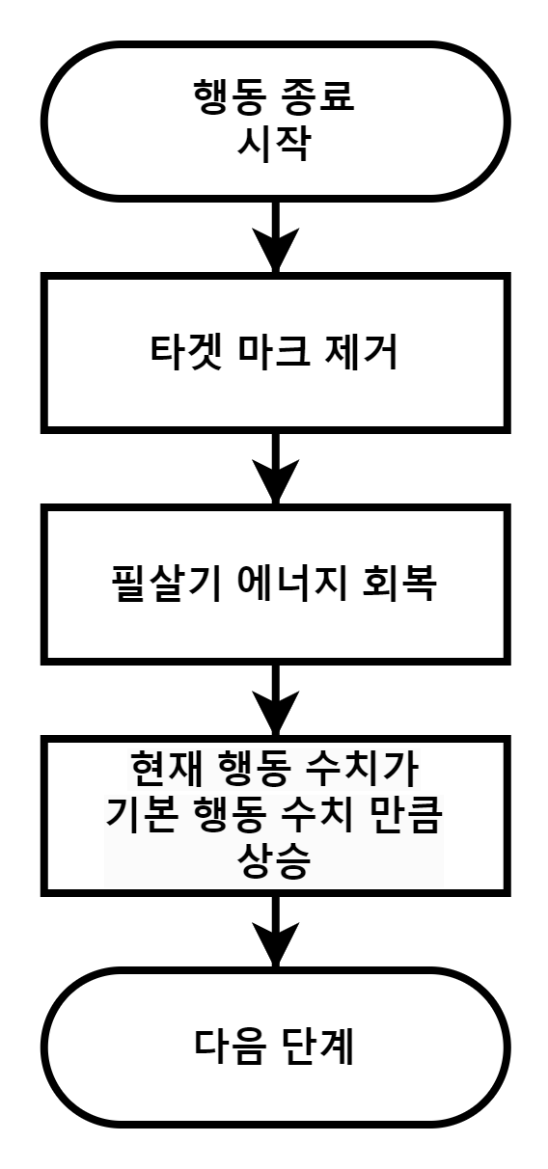 행동 종료
시작
타겟 마크 제거
필살기 에너지 회복
현재 행동 수치가
기본 행동 수치 만큼
상승
다음 단계